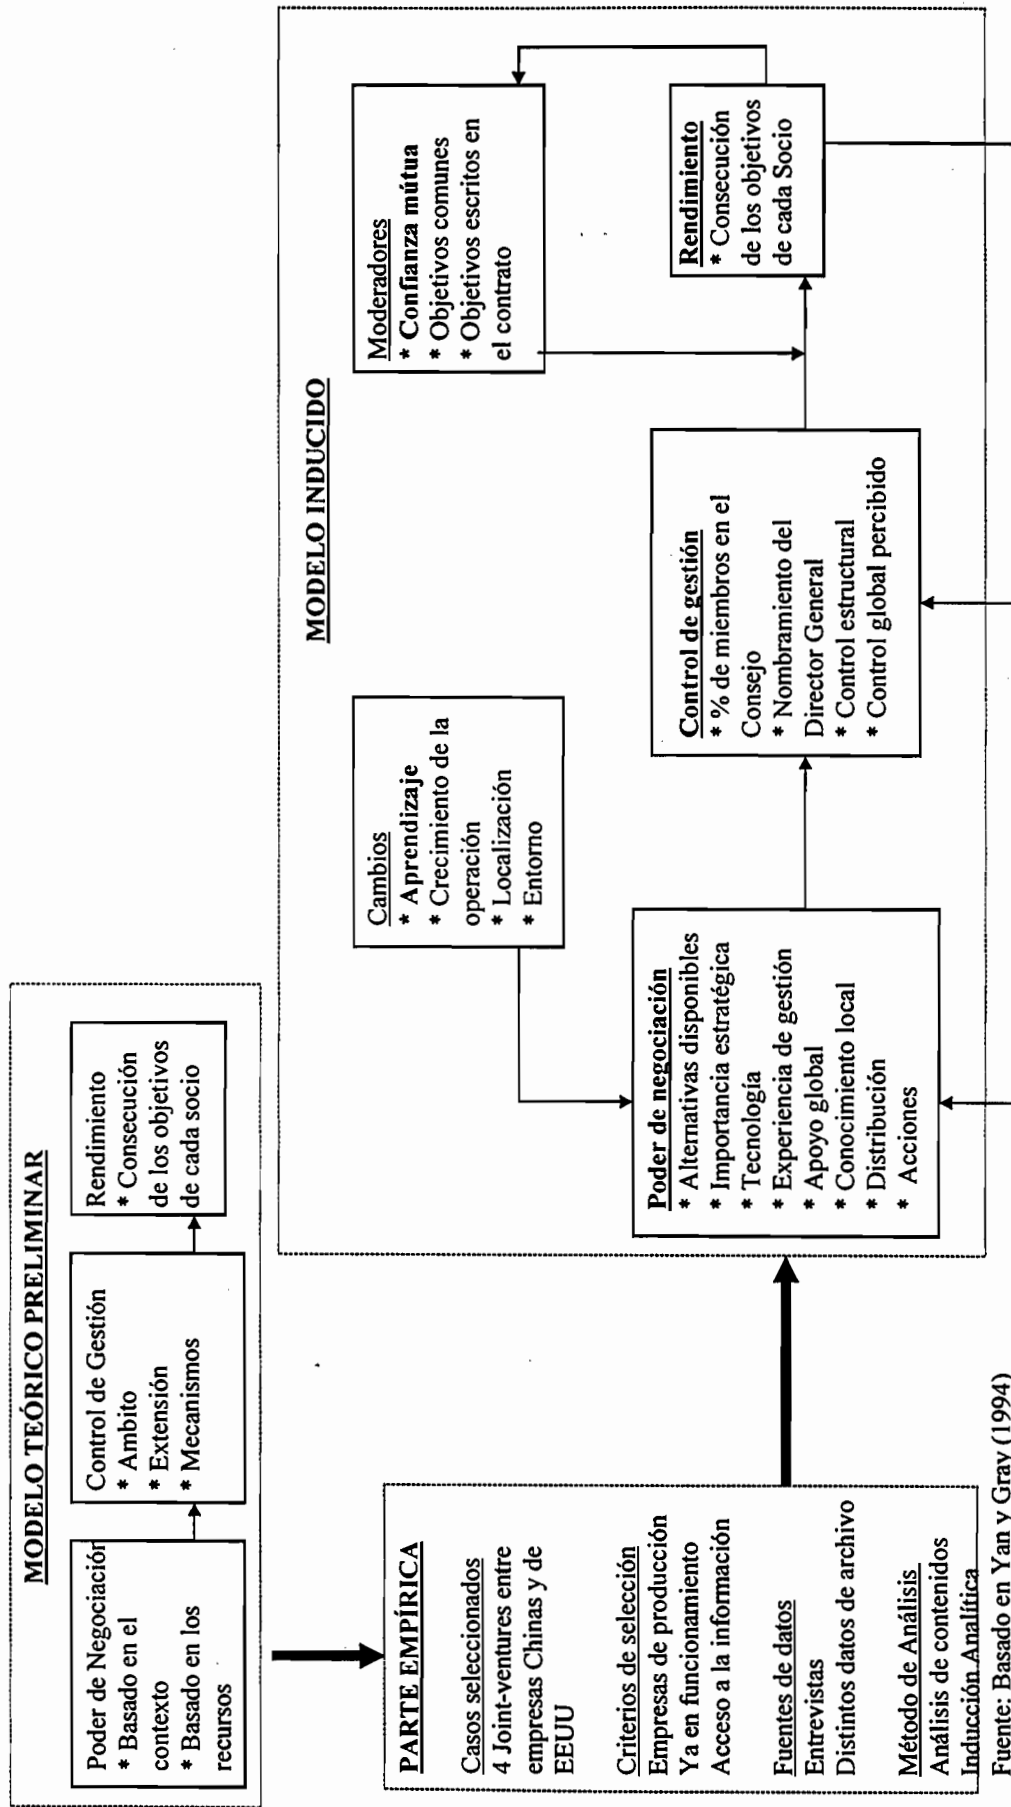 MODELO TEÓRICO PRELIMINAR
Poder de Negociación
* Basado en el
contexto
* Basado en los
recursos
Control de Gestión
* Ambito
* Extensión
* Mecanismos
Rendimiento
* Consecución
de los objetivos
de cada socio
PARTE EMPÍRICA
Casos seleccionados
4 Joint-ventures entre
empresas Chinas y de
EEUU
Criterios de selección
Empresas de producción
Ya en funcionamiento
Acceso a la información
Fuentes de datos
Entrevistas
Distintos datos de archivo
Método de Análisis
Análisis de contenidos
Inducción Analítica
MODELO INDUCIDO
Cambios
* Aprendizaje
* Crecimiento de la
operación
* Localización
* Entorno
Moderadores
* Confianza mútua
* Objetivos comunes
* Objetivos escritos en
el contrato
Poder de negociación
* Alternativas disponibles
* Importancia estratégica
* Tecnología
* Experiencia de gestión
* Apoyo global
* Conocimiento local
* Distribución
* Acciones
Control de gestión
* % de miembros en el
Consejo
* Nombramiento del
Director General
* Control estructural
* Control global percibido
Rendimiento
* Consecución
de los objetivos
de cada Socio
Fuente: Basado en Yan y Gray (1994)